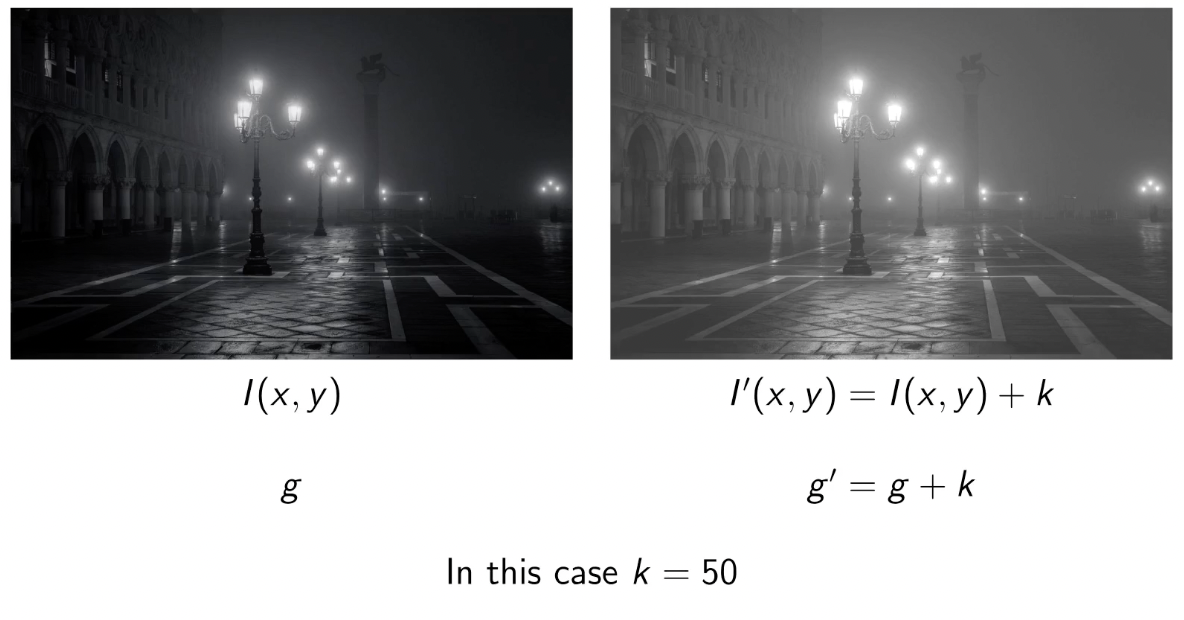 I(x, y)
I′(x, y) = I(x, y) + k
g
g′ = g + k
In this case k = 50